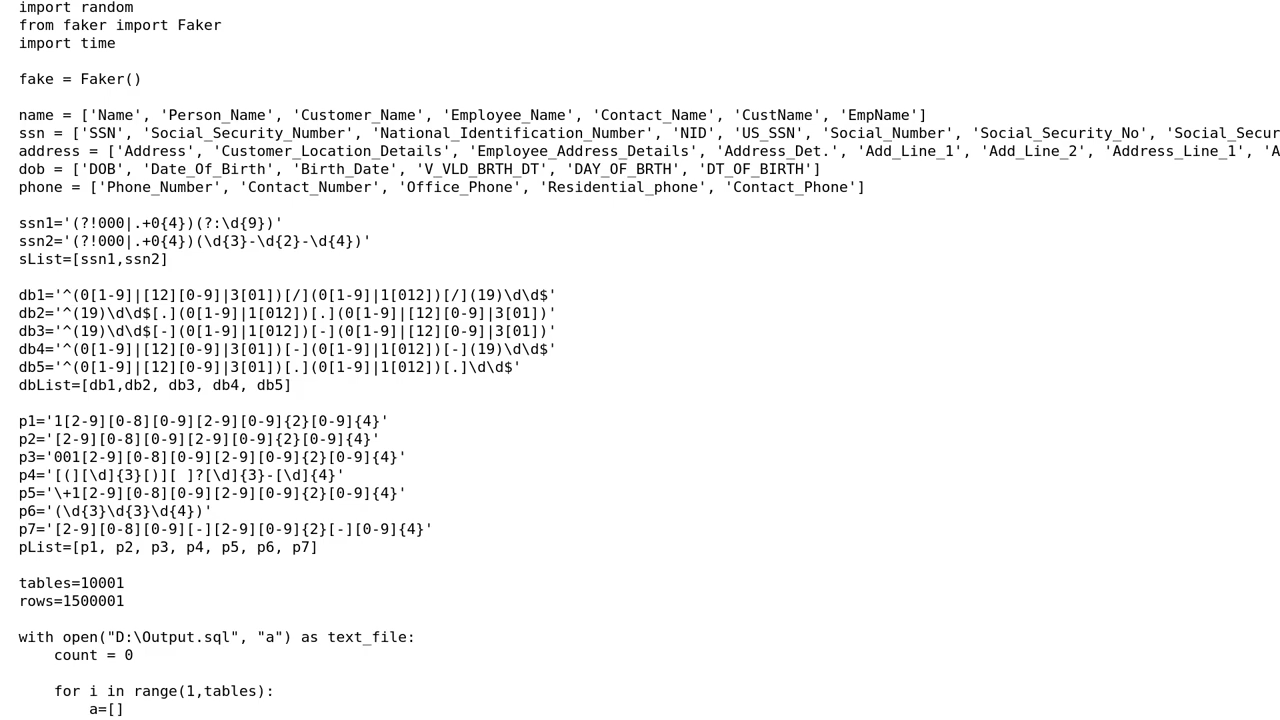 import random
from faker import Faker
import time
fake = Faker()
name = ['Name', 'Person_Name', 'Customer_Name', 'Employee_Name', 'Contact_Name', 'CustName', 'EmpName']
ssn = ['SSN', 'Social_Security_Number', 'National_Identification_Number', 'NID', 'US_SSN', 'Social_Number', 'Social_Security_No', 'Social_Secur
address = ['Address', 'Customer_Location_Details', 'Employee_Address_Details', 'Address_Det.', 'Add_Line_1', 'Add_Line_2', 'Address_Line_1', 'A
dob = ['DOB', 'Date_Of_Birth', 'Birth_Date', 'V_VLD_BRTH_DT', 'DAY_OF_BRTH', 'DT_OF_BIRTH']
phone = ['Phone_Number', 'Contact_Number', 'Office_Phone', 'Residential_phone', 'Contact_Phone']
ssn1='(?!000|.+0{4})(?:\d{9})'
ssn2='(?!000|.+0{4})(\d{3}-\d{2}-\d{4})'
sList=[ssn1,ssn2]
db1='^(0[1-9]|[12][0-9]|3[01])[/](0[1-9]|1[012])[/](19)\d\d$'
db2='^(19)\d\d$[.](0[1-9]|1[012])[.](0[1-9]|[12][0-9]|3[01])'
db3='^(19)\d\d$[-](0[1-9]|1[012])[-](0[1-9]|[12][0-9]|3[01])'
db4='^(0[1-9]|[12][0-9]|3[01])[-](0[1-9]|1[012])[-](19)\d\d$'
db5='^(0[1-9]|[12][0-9]|3[01])[.](0[1-9]|1[012])[.]\d\d$'
dbList=[db1,db2, db3, db4, db5]
p1='1[2-9][0-8][0-9][2-9][0-9]{2}[0-9]{4}'
p2='[2-9][0-8][0-9][2-9][0-9]{2}[0-9]{4}'
p3='001[2-9][0-8][0-9][2-9][0-9]{2}[0-9]{4}'
p4='[(][\d]{3}[)][ ]?[\d]{3}-[\d]{4}'
p5='\+1[2-9][0-8][0-9][2-9][0-9]{2}[0-9]{4}'
p6='(\d{3}\d{3}\d{4})'
p7='[2-9][0-8][0-9][-][2-9][0-9]{2}[-][0-9]{4}'
pList=[p1, p2, p3, p4, p5, p6, p7]
tables=10001
rows=1500001
with open("D:\Output.sql", "a") as text_file:
count = 0
for i in range(1,tables):
a=[]